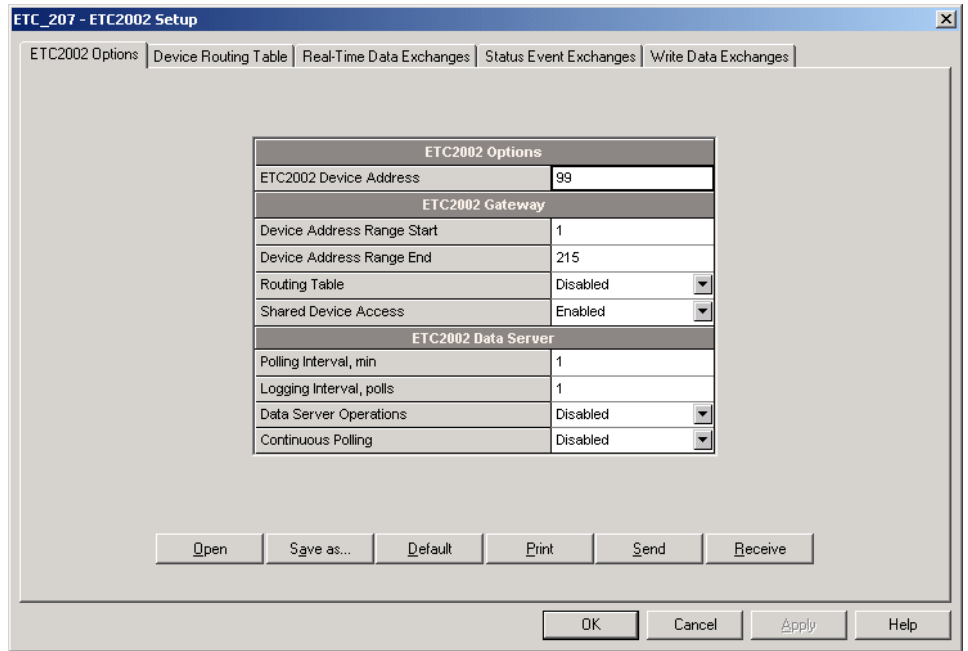 ETC_207 - ETC2002 Setup
ETC2002 Options Device Routing Table Real-Time Data Exchanges Status Event Exchanges Write Data Exchanges
ETC2002 Options
ETC2002 Device Address 99
ETC2002 Gateway
Device Address Range Start 1
Device Address Range End 215
Routing Table Disabled
Shared Device Access Enabled
ETC2002 Data Server
Polling Interval, min 1
Logging Interval, polls 1
Data Server Operations Disabled
Continuous Polling Disabled
Open Save as... Default Print Send Receive
OK Cancel Apply Help